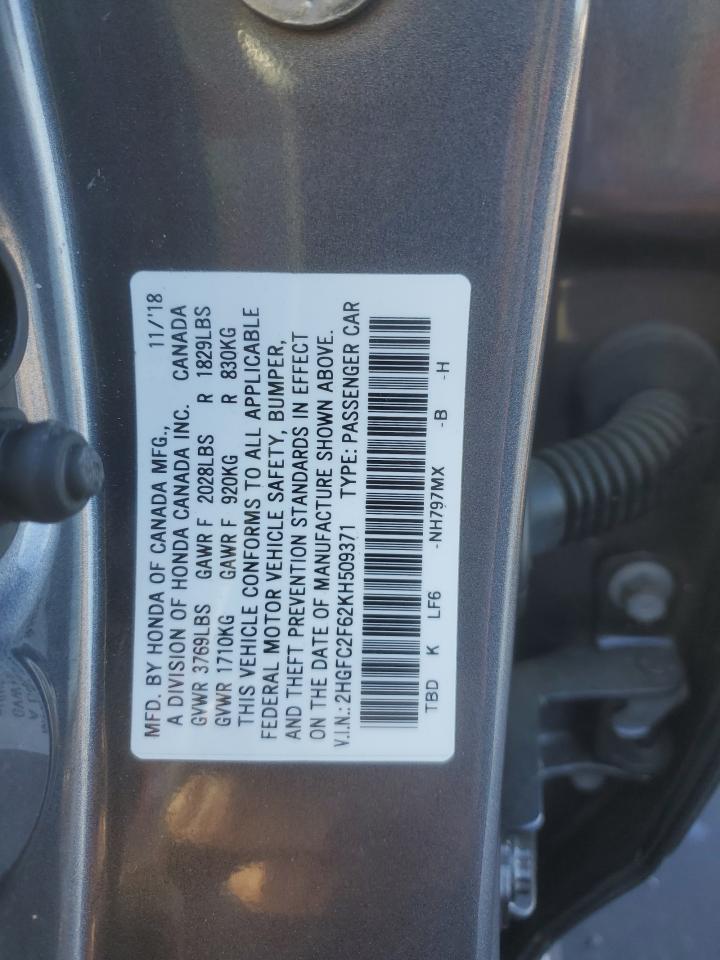 MFD. BY HONDA OF CANADA MFG., 11/'18
A DIVISION OF HONDA CANADA INC. CANADA
GVWR 3769LBS GAWR F 2028LBS R 1829LBS
GVWR 1710KG GAWR F 920KG R 830KG
THIS VEHICLE CONFORMS TO ALL APPLICABLE
FEDERAL MOTOR VEHICLE SAFETY, BUMPER,
AND THEFT PREVENTION STANDARDS IN EFFECT
ON THE DATE OF MANUFACTURE SHOWN ABOVE.
V.I.N.: 2HGFC2F62KH509371 TYPE: PASSENGER CAR
TBD K LF6 -NH797MX -B -H